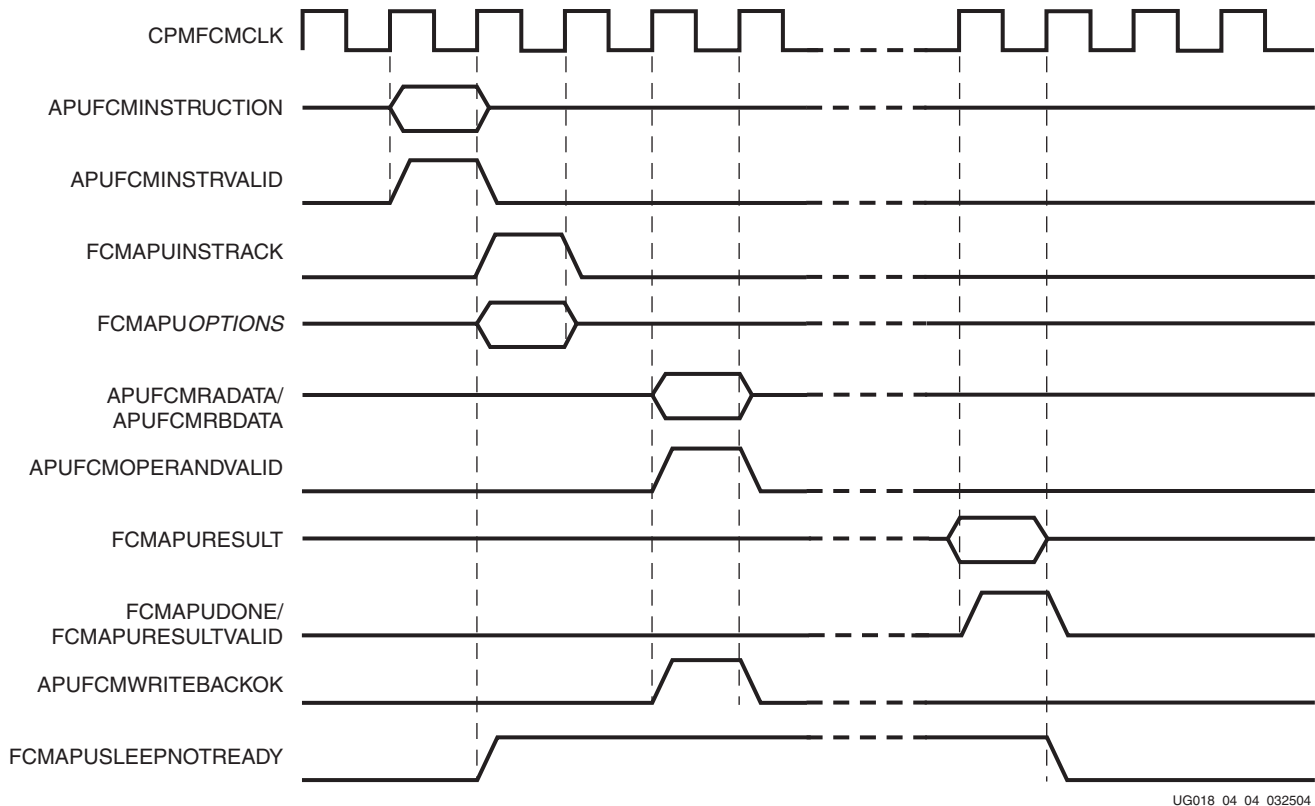 CPMFCMCLK
APUFCMINSTRUCTION
APUFCMINSTRVALID
FCMAPUINSTRACK
FCMAPUOPTIONS
APUFCMRADATA/
APUFCMRBDATA
APUFCMOPERANDVALID
FCMAPURESULT
FCMAPUDONE/
FCMAPURESULTVALID
APUFCMWRITEBACKOK
FCMAPUSLEEPNOTREADY
UG018_04_04_032504